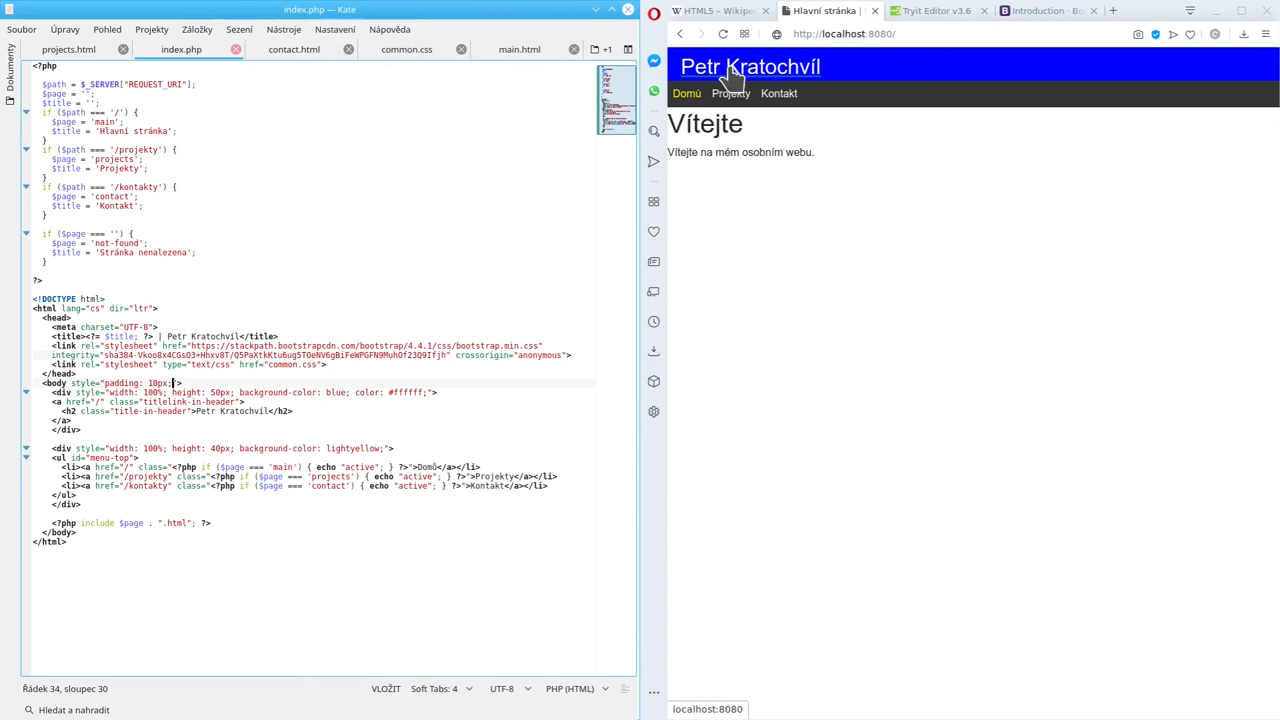 index.php — Kate
Soubor Úpravy Pohled Projekty Záložky Sezení Nástroje Nastavení Nápověda
Dokumenty
projects.html index.php contact.html common.css main.html +1
<?php
$path = $_SERVER["REQUEST_URI"];
$page = '';
$title = '';
if ($path === '/') {
$page = 'main';
$title = 'Hlavní stránka';
}
if ($path === '/projekty') {
$page = 'projects';
$title = 'Projekty';
}
if ($path === '/kontakty') {
$page = 'contact';
$title = 'Kontakt';
}
if ($page === '') {
$page = 'not-found';
$title = 'Stránka nenalezena';
}
?>
<!DOCTYPE html>
<html lang="cs" dir="ltr">
<head>
<meta charset="UTF-8">
<title><?= $title; ?> | Petr Kratochvíl</title>
<link rel="stylesheet" href="https://stackpath.bootstrapcdn.com/bootstrap/4.4.1/css/bootstrap.min.css"
integrity="sha384-Vkoo8x4CGsO3+Hhxv8T/Q5PaXtkKtu6ug5TOeNV6gBiFeWPGFN9MuhOf23Q9Ifjh" crossorigin="anonymous">
<link rel="stylesheet" type="text/css" href="common.css">
</head>
<body style="padding: 10px;">
<div style="width: 100%; height: 50px; background-color: blue; color: #ffffff;">
<a href="/" class="titlelink-in-header">
<h2 class="title-in-header">Petr Kratochvíl</h2>
</a>
</div>
<div style="width: 100%; height: 40px; background-color: lightyellow;">
<ul id="menu-top">
<li><a href="/" class="<?php if ($page === 'main') { echo "active"; } ?>">Domů</a></li>
<li><a href="/projekty" class="<?php if ($page === 'projects') { echo "active"; } ?>">Projekty</a></li>
<li><a href="/kontakty" class="<?php if ($page === 'contact') { echo "active"; } ?>">Kontakt</a></li>
</ul>
</div>
<?php include $page . ".html"; ?>
</body>
</html>
Řádek 34, sloupec 30 VLOŽIT Soft Tabs: 4 UTF-8 PHP (HTML)
Hledat a nahradit
HTML5 – Wikipe Hlavní stránka | Tryit Editor v3.6 Introduction · Bo
http://localhost:8080/
Petr Kratochvíl
Domů Projekty Kontakt
Vítejte
Vítejte na mém osobním webu.
localhost:8080